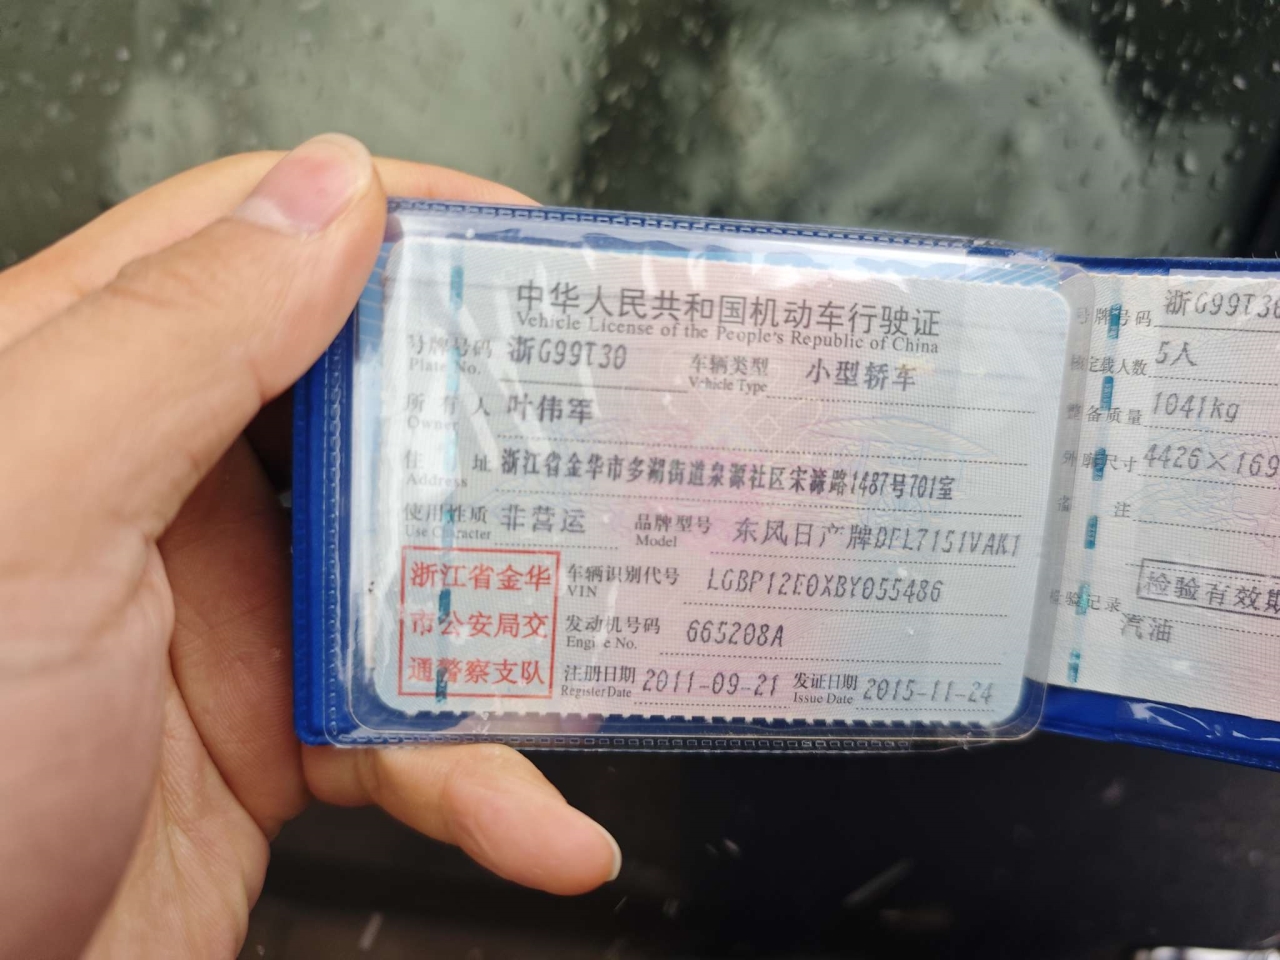 中华人民共和国机动车行驶证
Vehicle License of the People's Republic of China
号牌号码 浙G99T30 车辆类型 小型轿车
Plate No. Vehicle Type
所有人 叶伟军
Owner
住址 浙江省金华市多湖街道泉源社区宋濂路1487号701室
Address
使用性质 非营运 品牌型号 东风日产牌DFL7151VAK1
Use Character Model
浙江省金华
市公安局交
通警察支队
车辆识别代号 LGBP12E0XBY055486
VIN
发动机号码 665208A
Engine No.
注册日期 2011-09-21 发证日期 2015-11-24
Register Date Issue Date
号牌号码 浙G99T30
核定载人数 5人
整备质量 1041kg
外廓尺寸 4426×169
备注
检验有效期
检验记录
汽油